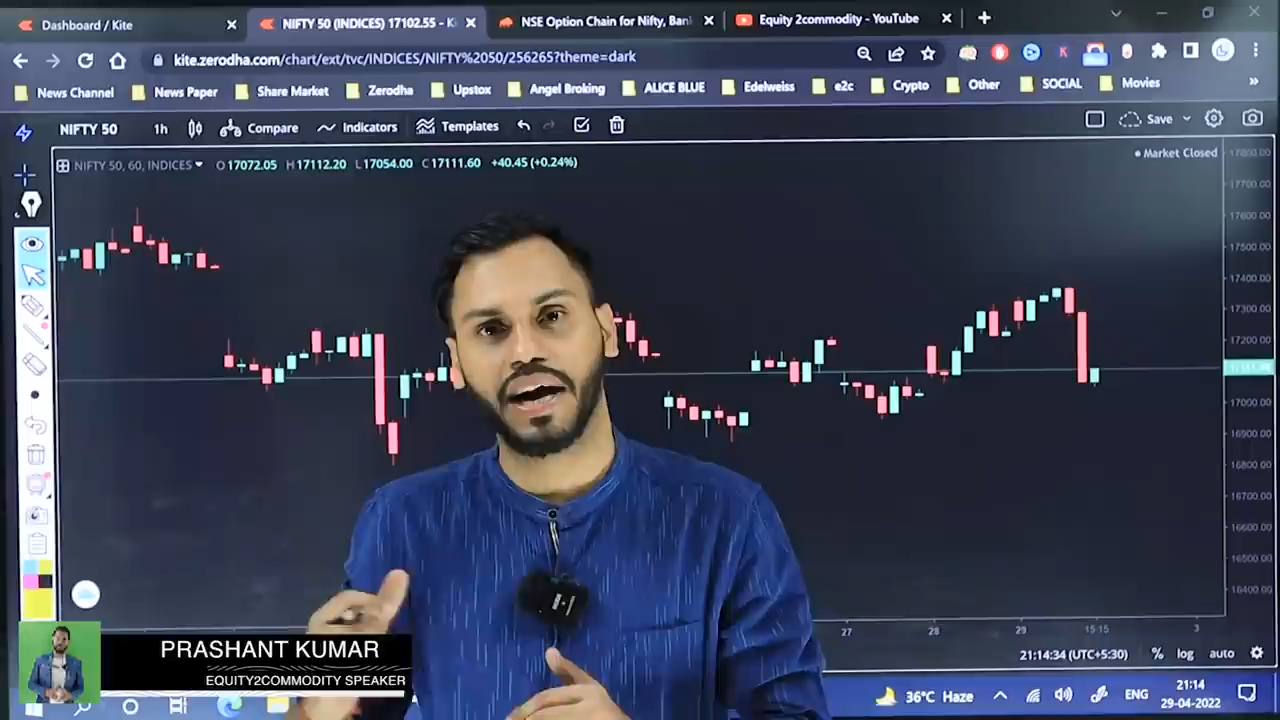 Dashboard / Kite
NIFTY 50 (INDICES) 17102.55 - Ki
NSE Option Chain for Nifty, Ban
Equity 2commodity - YouTube
kite.zerodha.com/chart/ext/tvc/INDICES/NIFTY%2050/256265?theme=dark
News Channel
News Paper
Share Market
Zerodha
Upstox
Angel Broking
ALICE BLUE
Edelweiss
e2c
Crypto
Other
SOCIAL
Movies
NIFTY 50
1h
Compare
Indicators
Templates
Save
NIFTY 50, 60, INDICES
O 17072.05 H 17112.20 L 17054.00 C 17111.60 +40.45 (+0.24%)
Market Closed
17800.00
17700.00
17600.00
17500.00
17400.00
17300.00
17200.00
17000.00
16900.00
16800.00
16700.00
16600.00
16500.00
16400.00
27
28
29
15:15
3
21:14:34 (UTC+5:30)
%
log
auto
PRASHANT KUMAR
EQUITY2COMMODITY SPEAKER
36°C Haze
ENG
21:14
29-04-2022